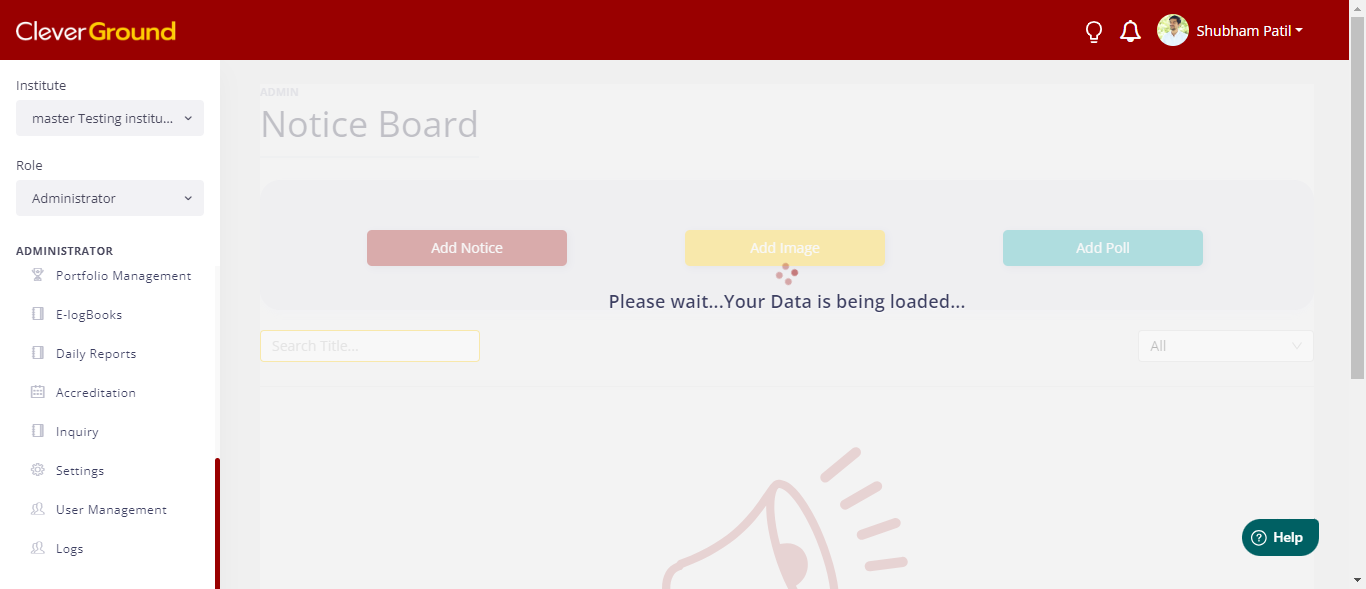 CleverGround
Shubham Patil
Institute
master Testing institu...
Role
Administrator
ADMINISTRATOR
Portfolio Management
E-logBooks
Daily Reports
Accreditation
Inquiry
Settings
User Management
Logs
ADMIN
Notice Board
Add Notice
Add Image
Add Poll
Please wait...Your Data is being loaded...
Search Title...
All
Help